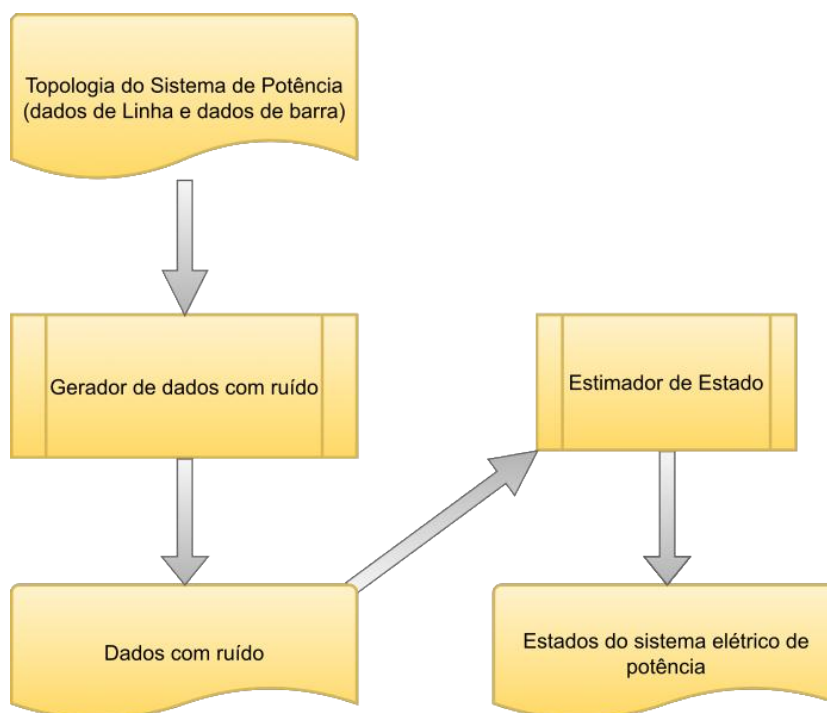 Topologia do Sistema de Potência
(dados de Linha e dados de barra)
Gerador de dados com ruído
Estimador de Estado
Dados com ruído
Estados do sistema elétrico de
potência